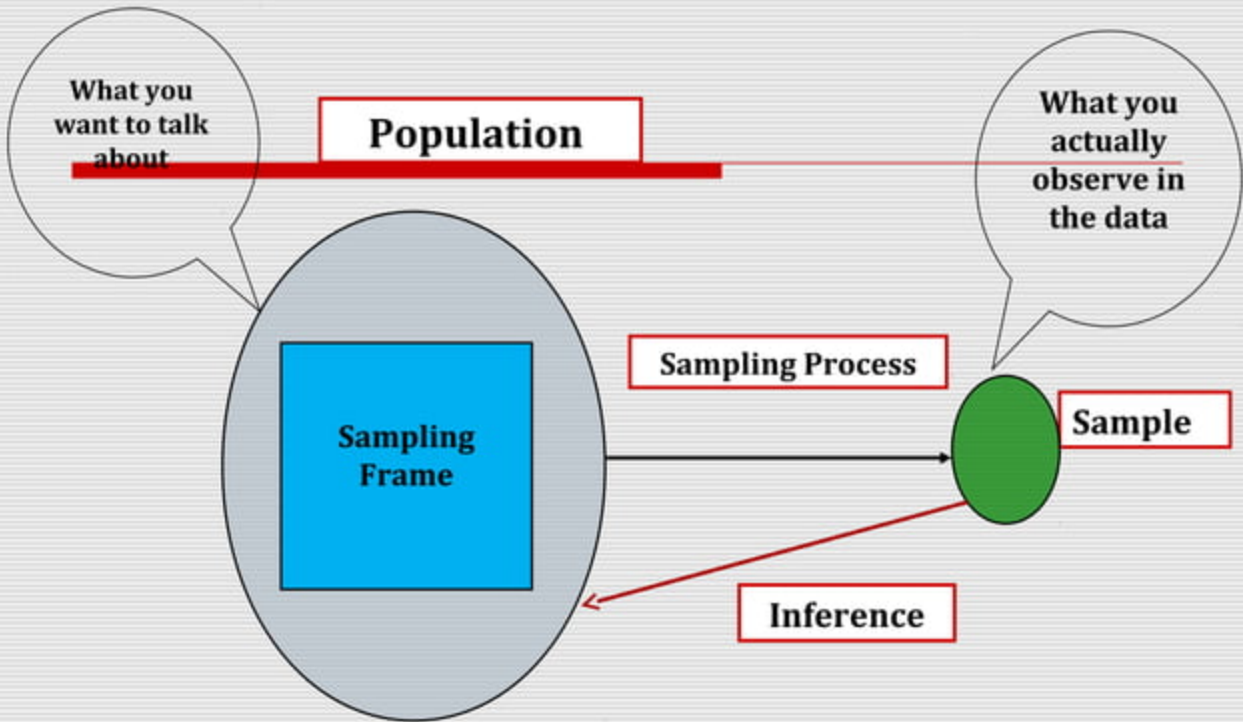 What you
want to talk
about
Population
What you
actually
observe in
the data
Sampling Process
Sample
Sampling
Frame
Inference